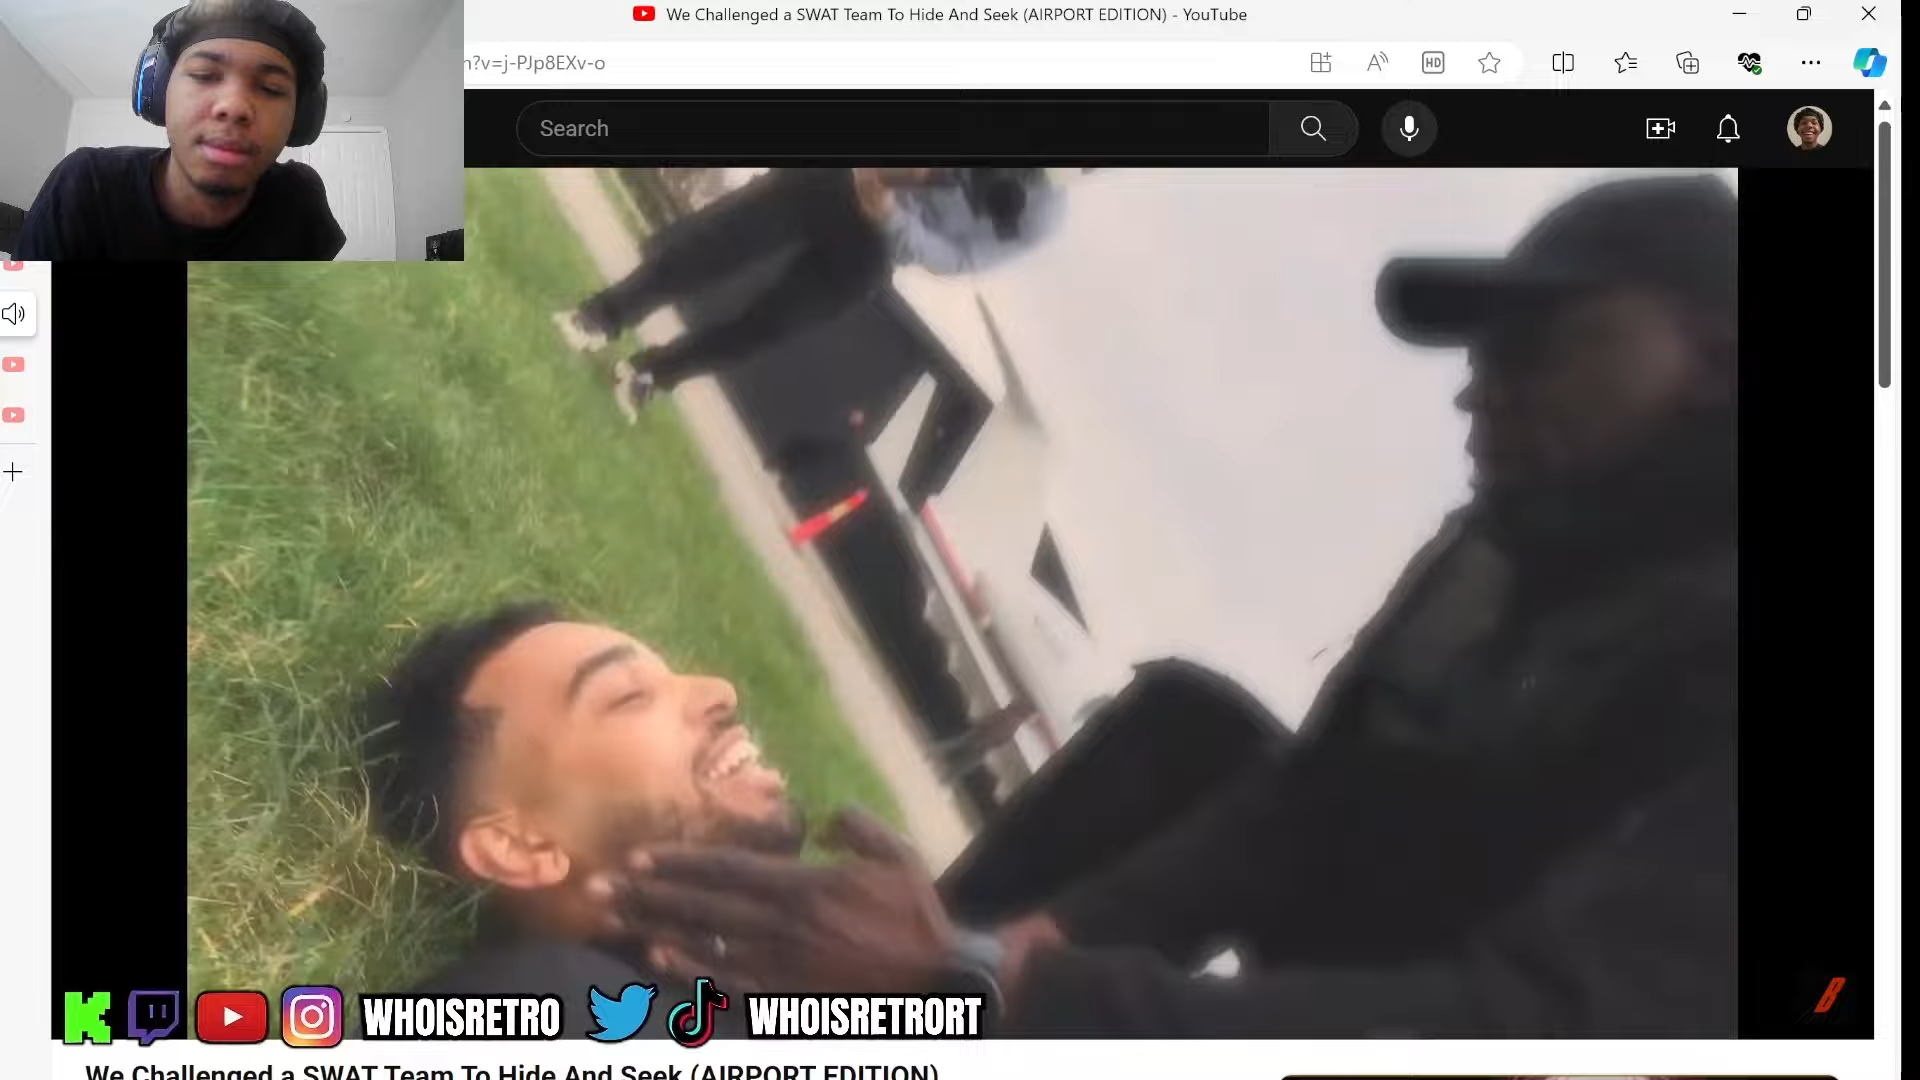 We Challenged a SWAT Team To Hide And Seek (AIRPORT EDITION) - YouTube
?v=j-PJp8EXv-o
HD
Search
WHOISRETRO
WHOISRETRORT
We Challenged a SWAT Team To Hide And Seek (AIRPORT EDITION)